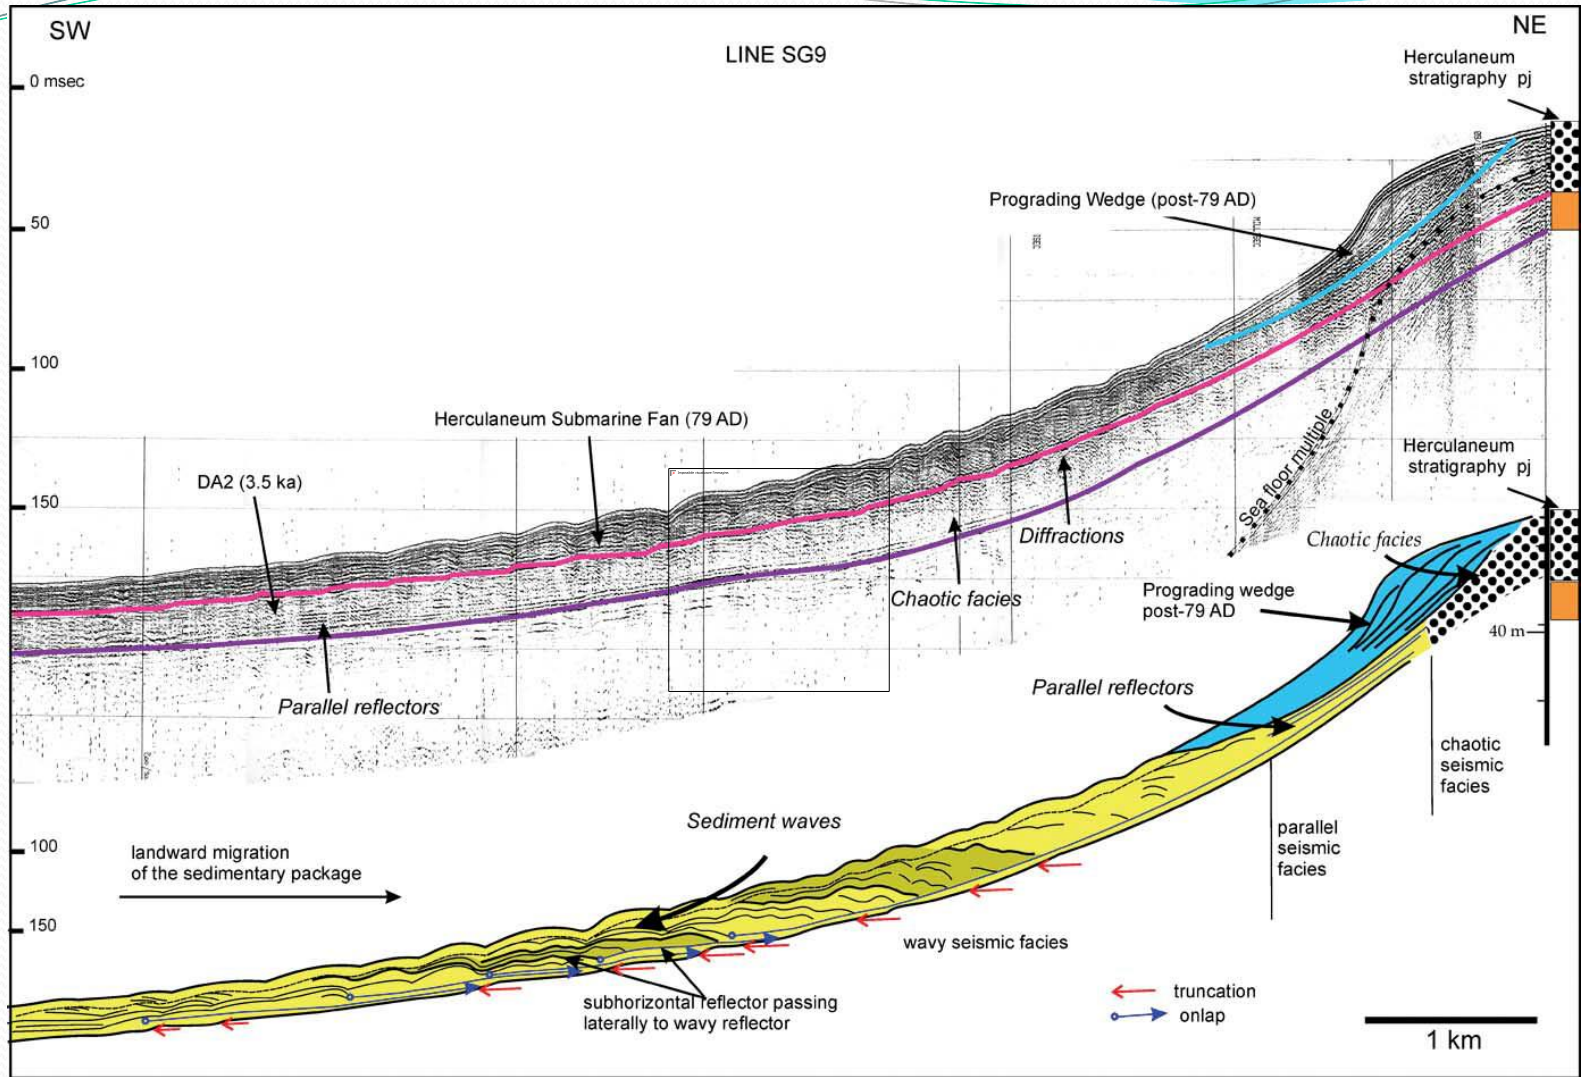 SW
NE
LINE SG9
Herculaneum
stratigraphy pj
0 msec
Prograding Wedge (post-79 AD)
50
100
Herculaneum Submarine Fan (79 AD)
Sea floor multiple
Herculaneum
stratigraphy pj
DA2 (3.5 ka)
150
Diffractions
Chaotic facies
Chaotic facies
Prograding wedge
post-79 AD
40 m
Parallel reflectors
Parallel reflectors
chaotic
seismic
facies
Sediment waves
parallel
seismic
facies
100
landward migration
of the sedimentary package
150
wavy seismic facies
subhorizontal reflector passing
laterally to wavy reflector
truncation
onlap
1 km